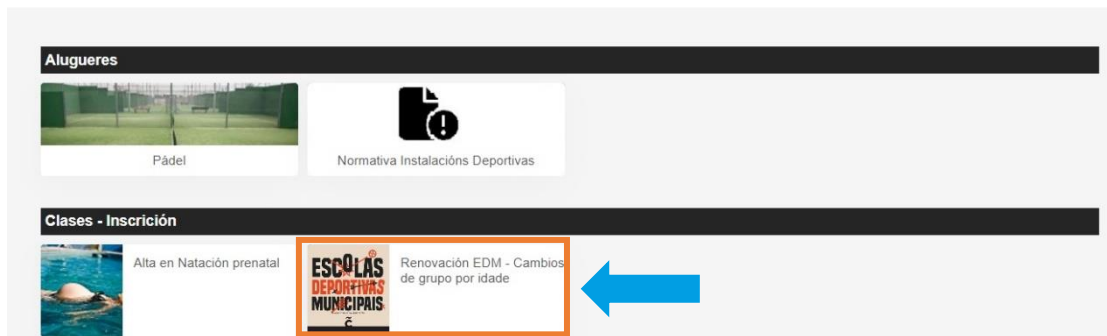 Alugueres
Pádel
Normativa Instalacións Deportivas
Clases - Inscrición
Alta en Natación prenatal
ESCOLAS
DEPORTIVAS
MUNICIPAIS
Renovación EDM - Cambios
de grupo por idade